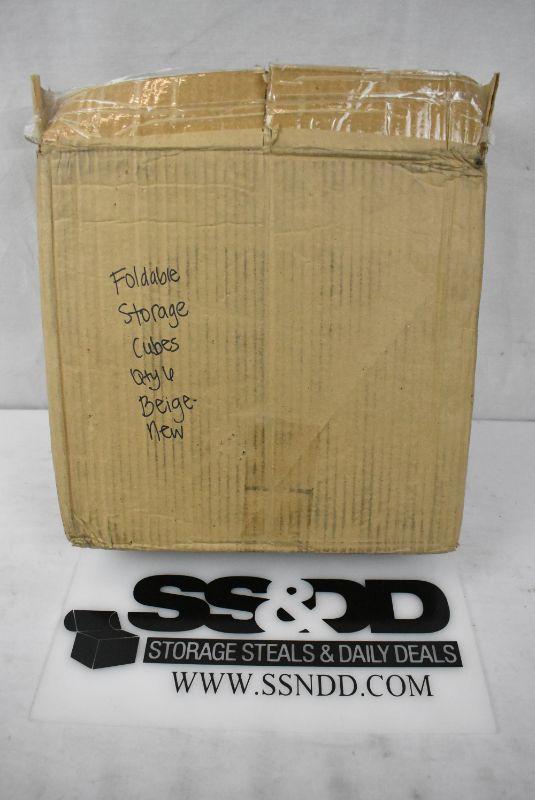 Foldable
Storage
Cubes
Qty 6
Beige-
New
SS&DD
STORAGE STEALS & DAILY DEALS
WWW.SSNDD.COM